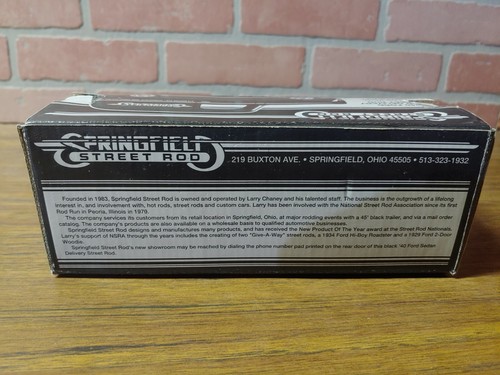 SPRINGFIELD
STREET ROD
219 BUXTON AVE. • SPRINGFIELD, OHIO 45505 • 513-323-1932
Founded in 1983, Springfield Street Rod is owned and operated by Larry Chaney and his talented staff. The business is the outgrowth of a lifelong
interest in, and involvement with, hot rods, street rods and custom cars. Larry has been involved with the National Street Rod Association since its first
Rod Run in Peoria, Illinois in 1979.
The company services its customers from its retail location in Springfield, Ohio, at major rodding events with a 45' black trailer, and via a mail order
catalog. The company's products are also available on a wholesale basis to qualified automotive businesses.
Springfield Street Rod designs and manufactures many products, and has received the New Product Of The Year award at the Street Rod Nationals.
Larry's support of NSRA through the years includes the creating of two "Give-A-Way" street rods, a 1934 Ford Hi-Boy Roadster and a 1929 Ford 2-Door
Woodie.
Springfield Street Rod's new showroom may be reached by dialing the phone number pad printed on the rear door of this black '40 Ford Sedan
Delivery Street Rod.